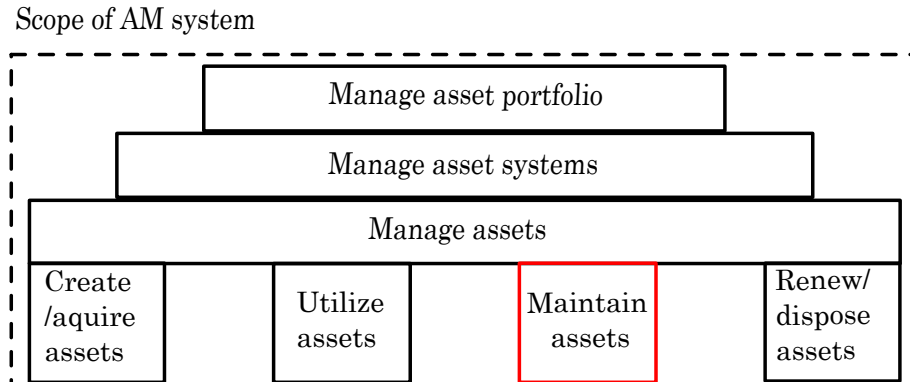 Scope of AM system
Manage asset portfolio
Manage asset systems
Manage assets
Create
/aquire
assets
Utilize
assets
Maintain
assets
Renew/
dispose
assets